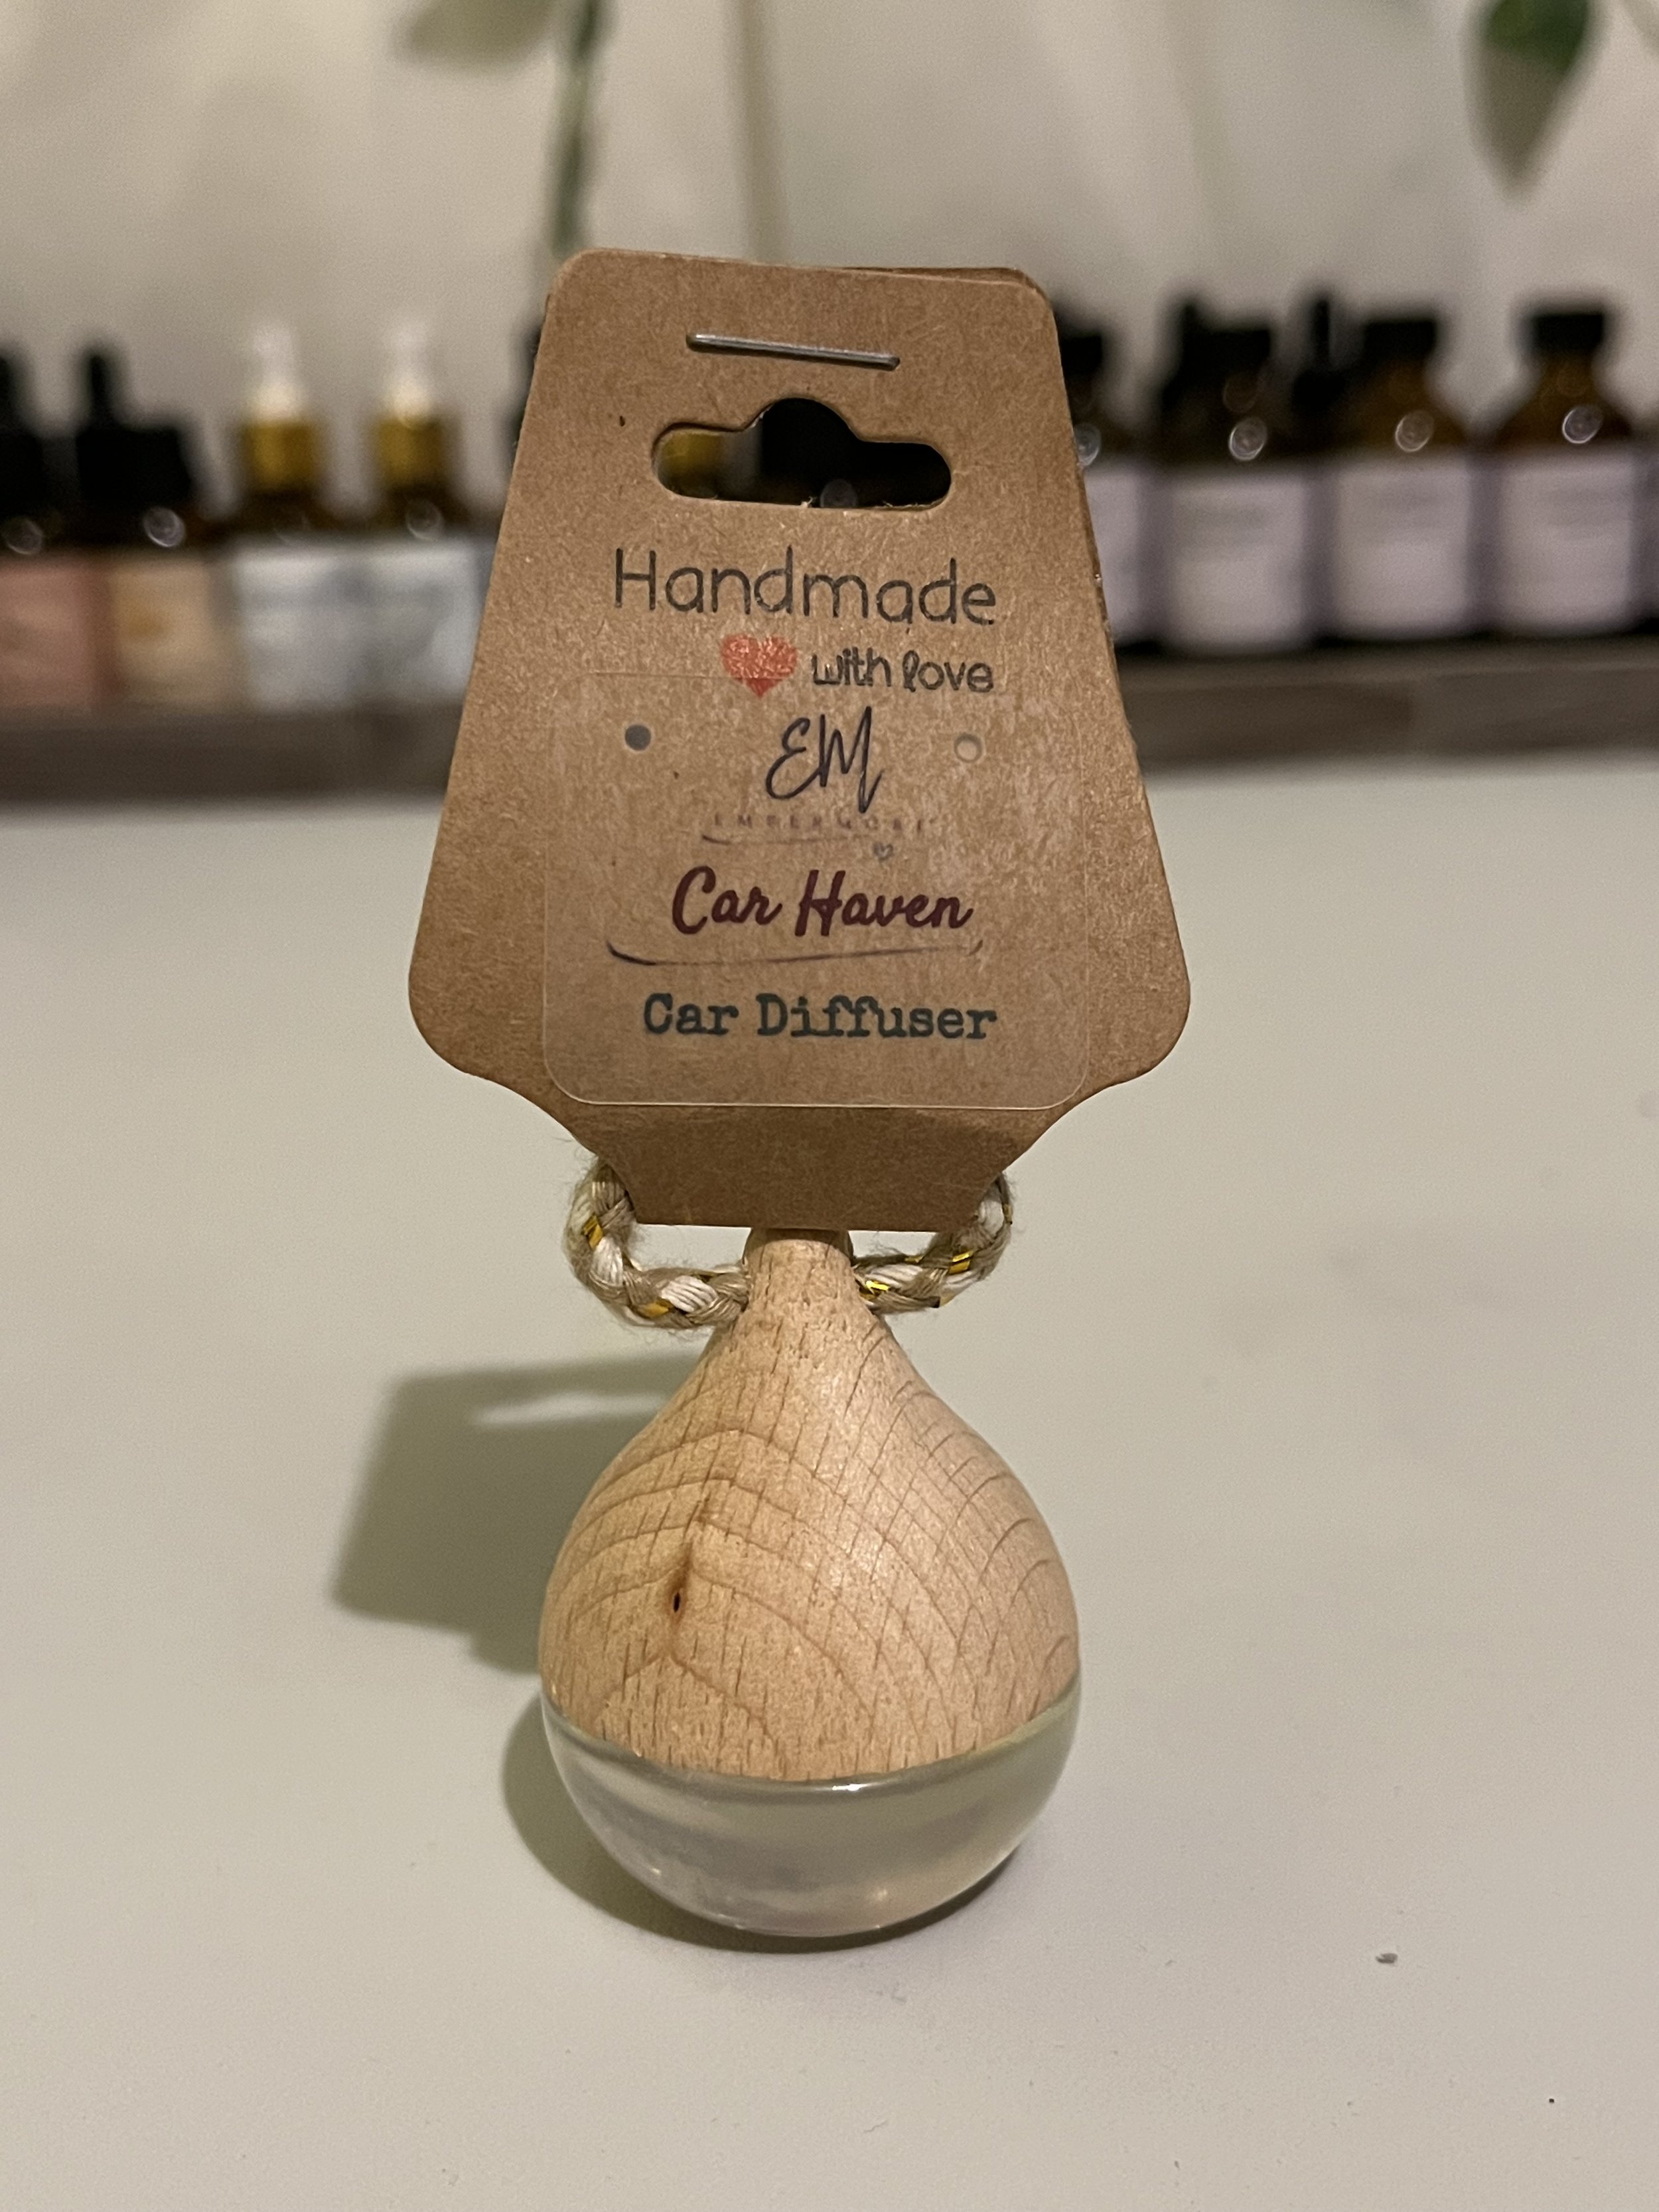 Handmade
with love
EM
Car Haven
Car Diffuser